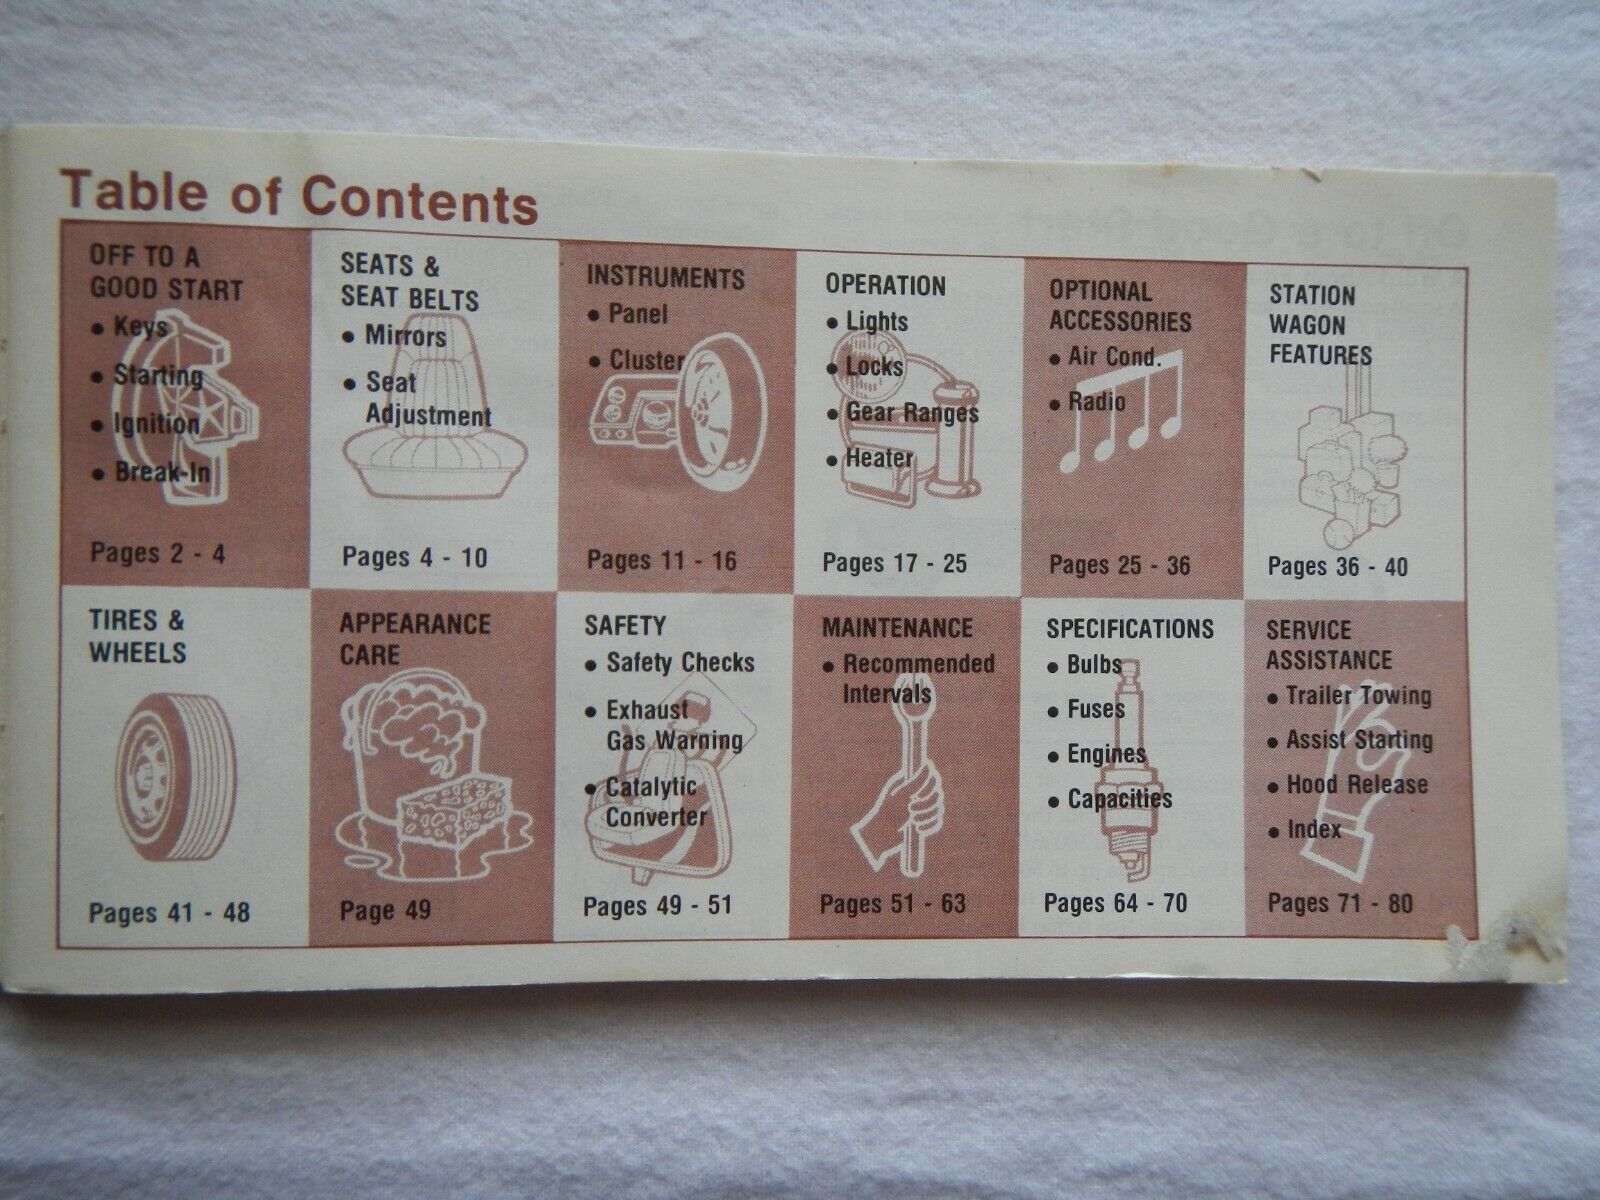 Table of Contents
OFF TO A
GOOD START
• Keys
• Starting
• Ignition
• Break-In
Pages 2 - 4
SEATS &
SEAT BELTS
• Mirrors
• Seat
Adjustment
Pages 4 - 10
INSTRUMENTS
• Panel
• Cluster
Pages 11 - 16
OPERATION
• Lights
• Locks
• Gear Ranges
• Heater
Pages 17 - 25
OPTIONAL
ACCESSORIES
• Air Cond.
• Radio
Pages 25 - 36
STATION
WAGON
FEATURES
Pages 36 - 40
TIRES &
WHEELS
Pages 41 - 48
APPEARANCE
CARE
Page 49
SAFETY
• Safety Checks
• Exhaust
Gas Warning
• Catalytic
Converter
Pages 49 - 51
MAINTENANCE
• Recommended
Intervals
Pages 51 - 63
SPECIFICATIONS
• Bulbs
• Fuses
• Engines
• Capacities
Pages 64 - 70
SERVICE
ASSISTANCE
• Trailer Towing
• Assist Starting
• Hood Release
• Index
Pages 71 - 80